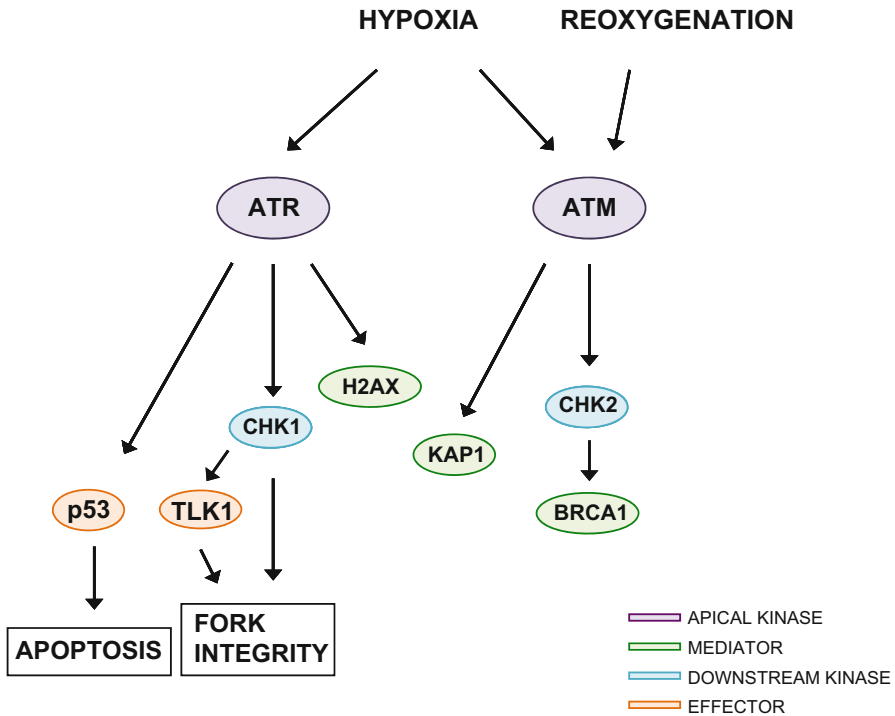 HYPOXIA
REOXYGENATION
ATR
ATM
H2AX
CHK1
CHK2
KAP1
p53
TLK1
BRCA1
APOPTOSIS
FORK
INTEGRITY
APICAL KINASE
MEDIATOR
DOWNSTREAM KINASE
EFFECTOR